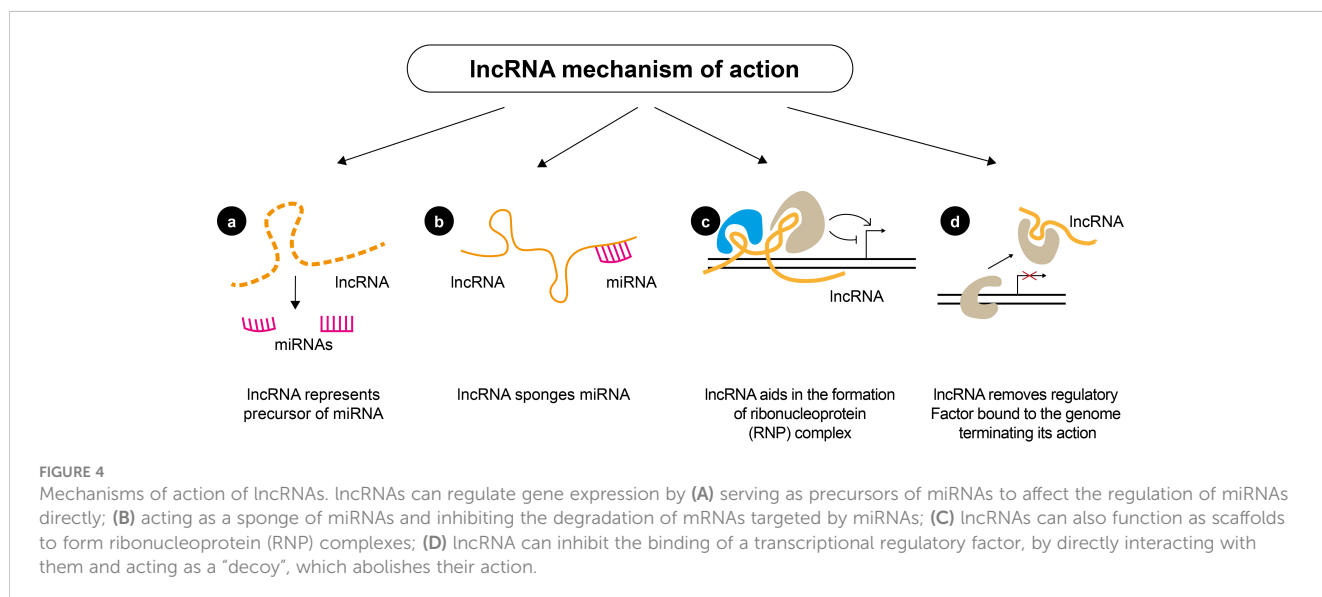 lncRNA mechanism of action
a
lncRNA
miRNAs
lncRNA represents
precursor of miRNA
b
lncRNA
miRNA
lncRNA sponges miRNA
c
lncRNA
lncRNA aids in the formation
of ribonucleoprotein
(RNP) complex
d
lncRNA
lncRNA removes regulatory
Factor bound to the genome
terminating its action
FIGURE 4
Mechanisms of action of lncRNAs. lncRNAs can regulate gene expression by (A) serving as precursors of miRNAs to affect the regulation of miRNAs
directly; (B) acting as a sponge of miRNAs and inhibiting the degradation of mRNAs targeted by miRNAs; (C) lncRNAs can also function as scaffolds
to form ribonucleoprotein (RNP) complexes; (D) lncRNA can inhibit the binding of a transcriptional regulatory factor, by directly interacting with
them and acting as a “decoy”, which abolishes their action.